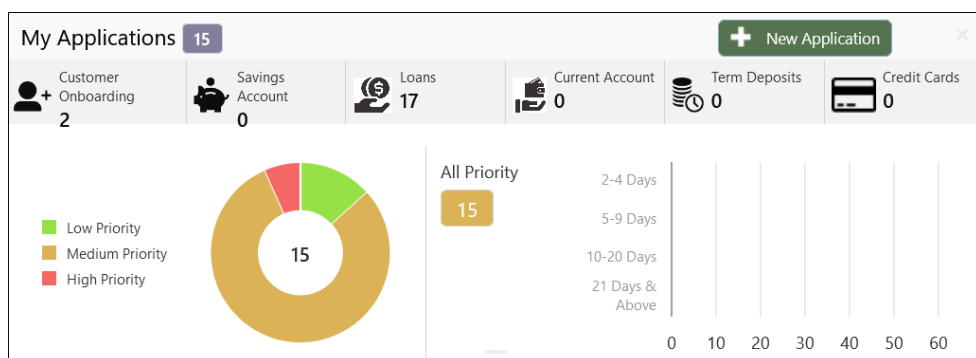 My Applications 15
New Application
Customer
Onboarding
2
Savings
Account
0
Loans
17
Current Account
0
Term Deposits
0
Credit Cards
0
Low Priority
Medium Priority
High Priority
15
All Priority
15
2-4 Days
5-9 Days
10-20 Days
21 Days &
Above
0 10 20 30 40 50 60